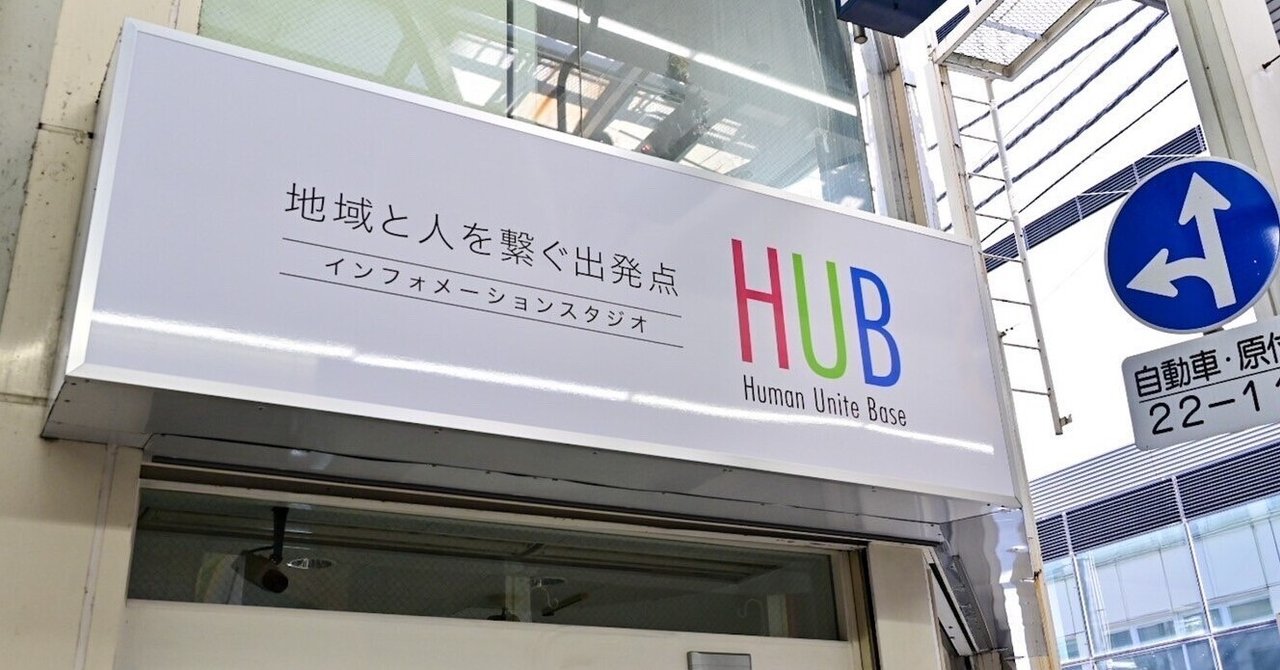 地域と人を繋ぐ出発点
インフォメーションスタジオ
HUB
Human Unite Base
自動車・原付
22-1